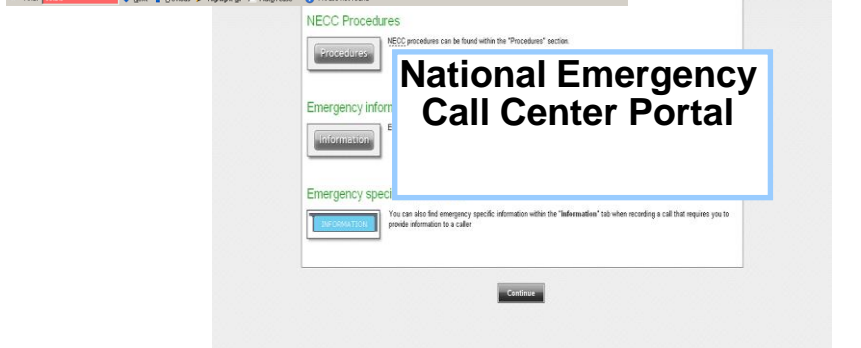 NECC Procedures
Procedures
NECC procedures can be found within the "Procedures" section.
National Emergency
Call Center Portal
Emergency inform
Information
E
Emergency speci
INFORMATION
You can also find emergency specific information within the "Information" tab when recording a call that requires you to
provide information to a caller
Continue